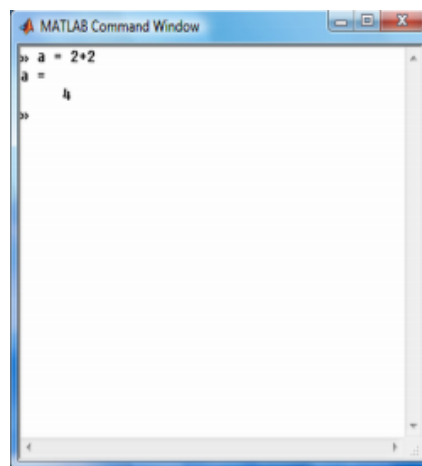 MATLAB Command Window
» a = 2+2
a =
4
»